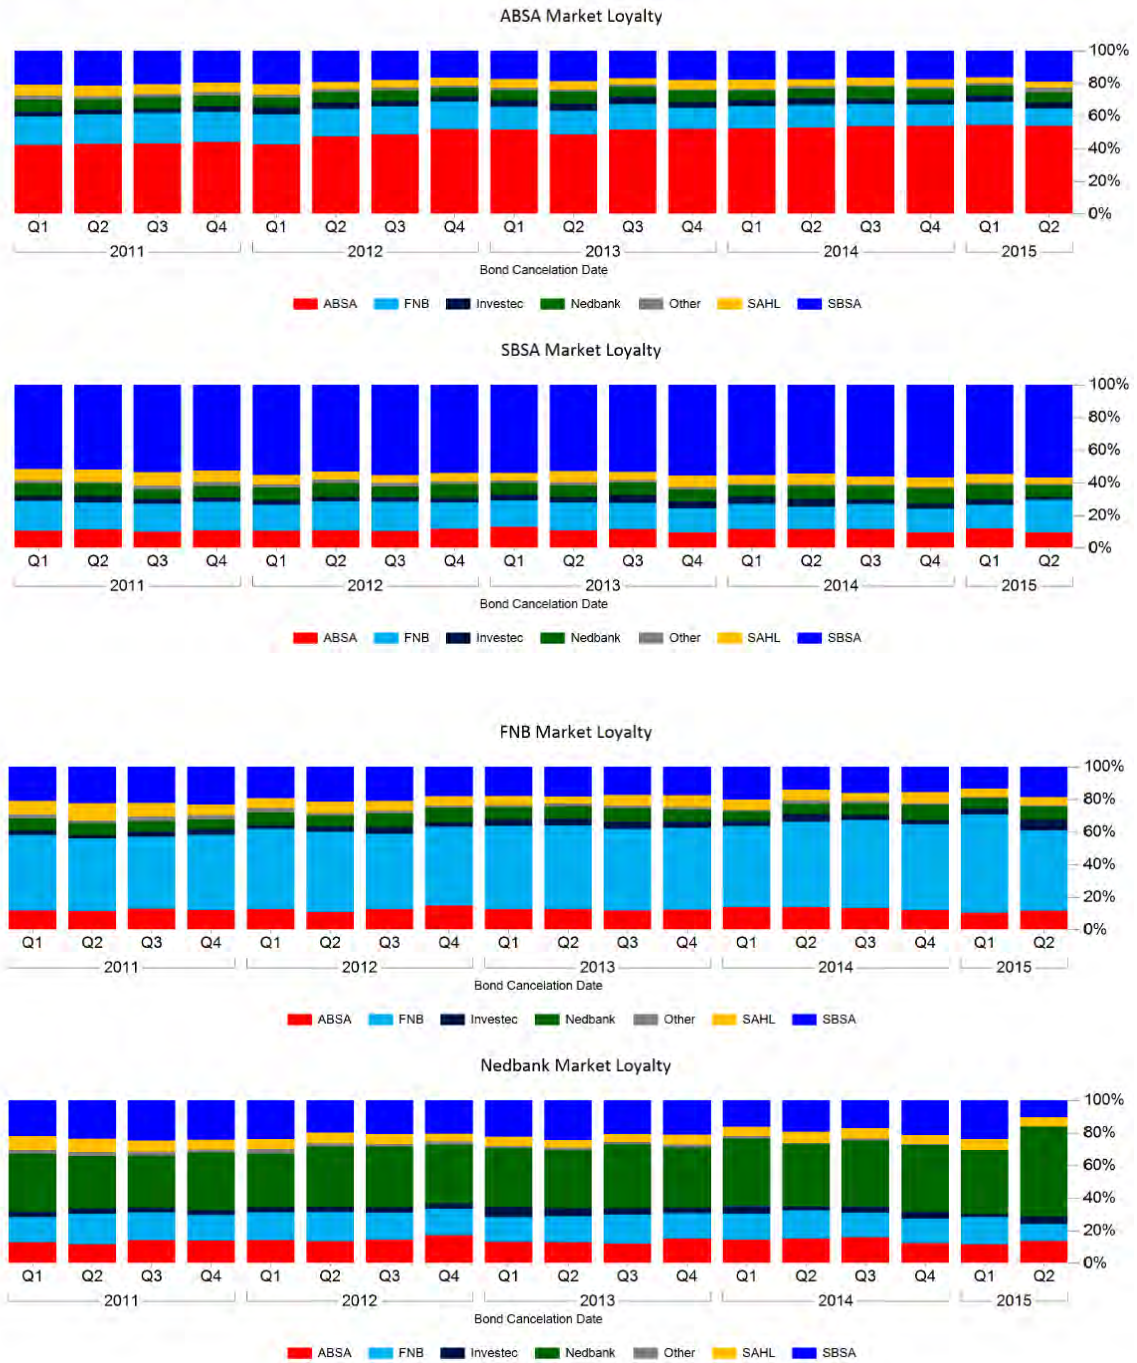 ABSA Market Loyalty
100%
80%
60%
40%
20%
0%
Q1 Q2 Q3 Q4 Q1 Q2 Q3 Q4 Q1 Q2 Q3 Q4 Q1 Q2 Q3 Q4 Q1 Q2
2011 2012 2013 2014 2015
Bond Cancelation Date
ABSA FNB Investec Nedbank Other SAHL SBSA
SBSA Market Loyalty
100%
80%
60%
40%
20%
0%
Q1 Q2 Q3 Q4 Q1 Q2 Q3 Q4 Q1 Q2 Q3 Q4 Q1 Q2 Q3 Q4 Q1 Q2
2011 2012 2013 2014 2015
Bond Cancelation Date
ABSA FNB Investec Nedbank Other SAHL SBSA
FNB Market Loyalty
100%
80%
60%
40%
20%
0%
Q1 Q2 Q3 Q4 Q1 Q2 Q3 Q4 Q1 Q2 Q3 Q4 Q1 Q2 Q3 Q4 Q1 Q2
2011 2012 2013 2014 2015
Bond Cancelation Date
ABSA FNB Investec Nedbank Other SAHL SBSA
Nedbank Market Loyalty
100%
80%
60%
40%
20%
0%
Q1 Q2 Q3 Q4 Q1 Q2 Q3 Q4 Q1 Q2 Q3 Q4 Q1 Q2 Q3 Q4 Q1 Q2
2011 2012 2013 2014 2015
Bond Cancelation Date
ABSA FNB Investec Nedbank Other SAHL SBSA